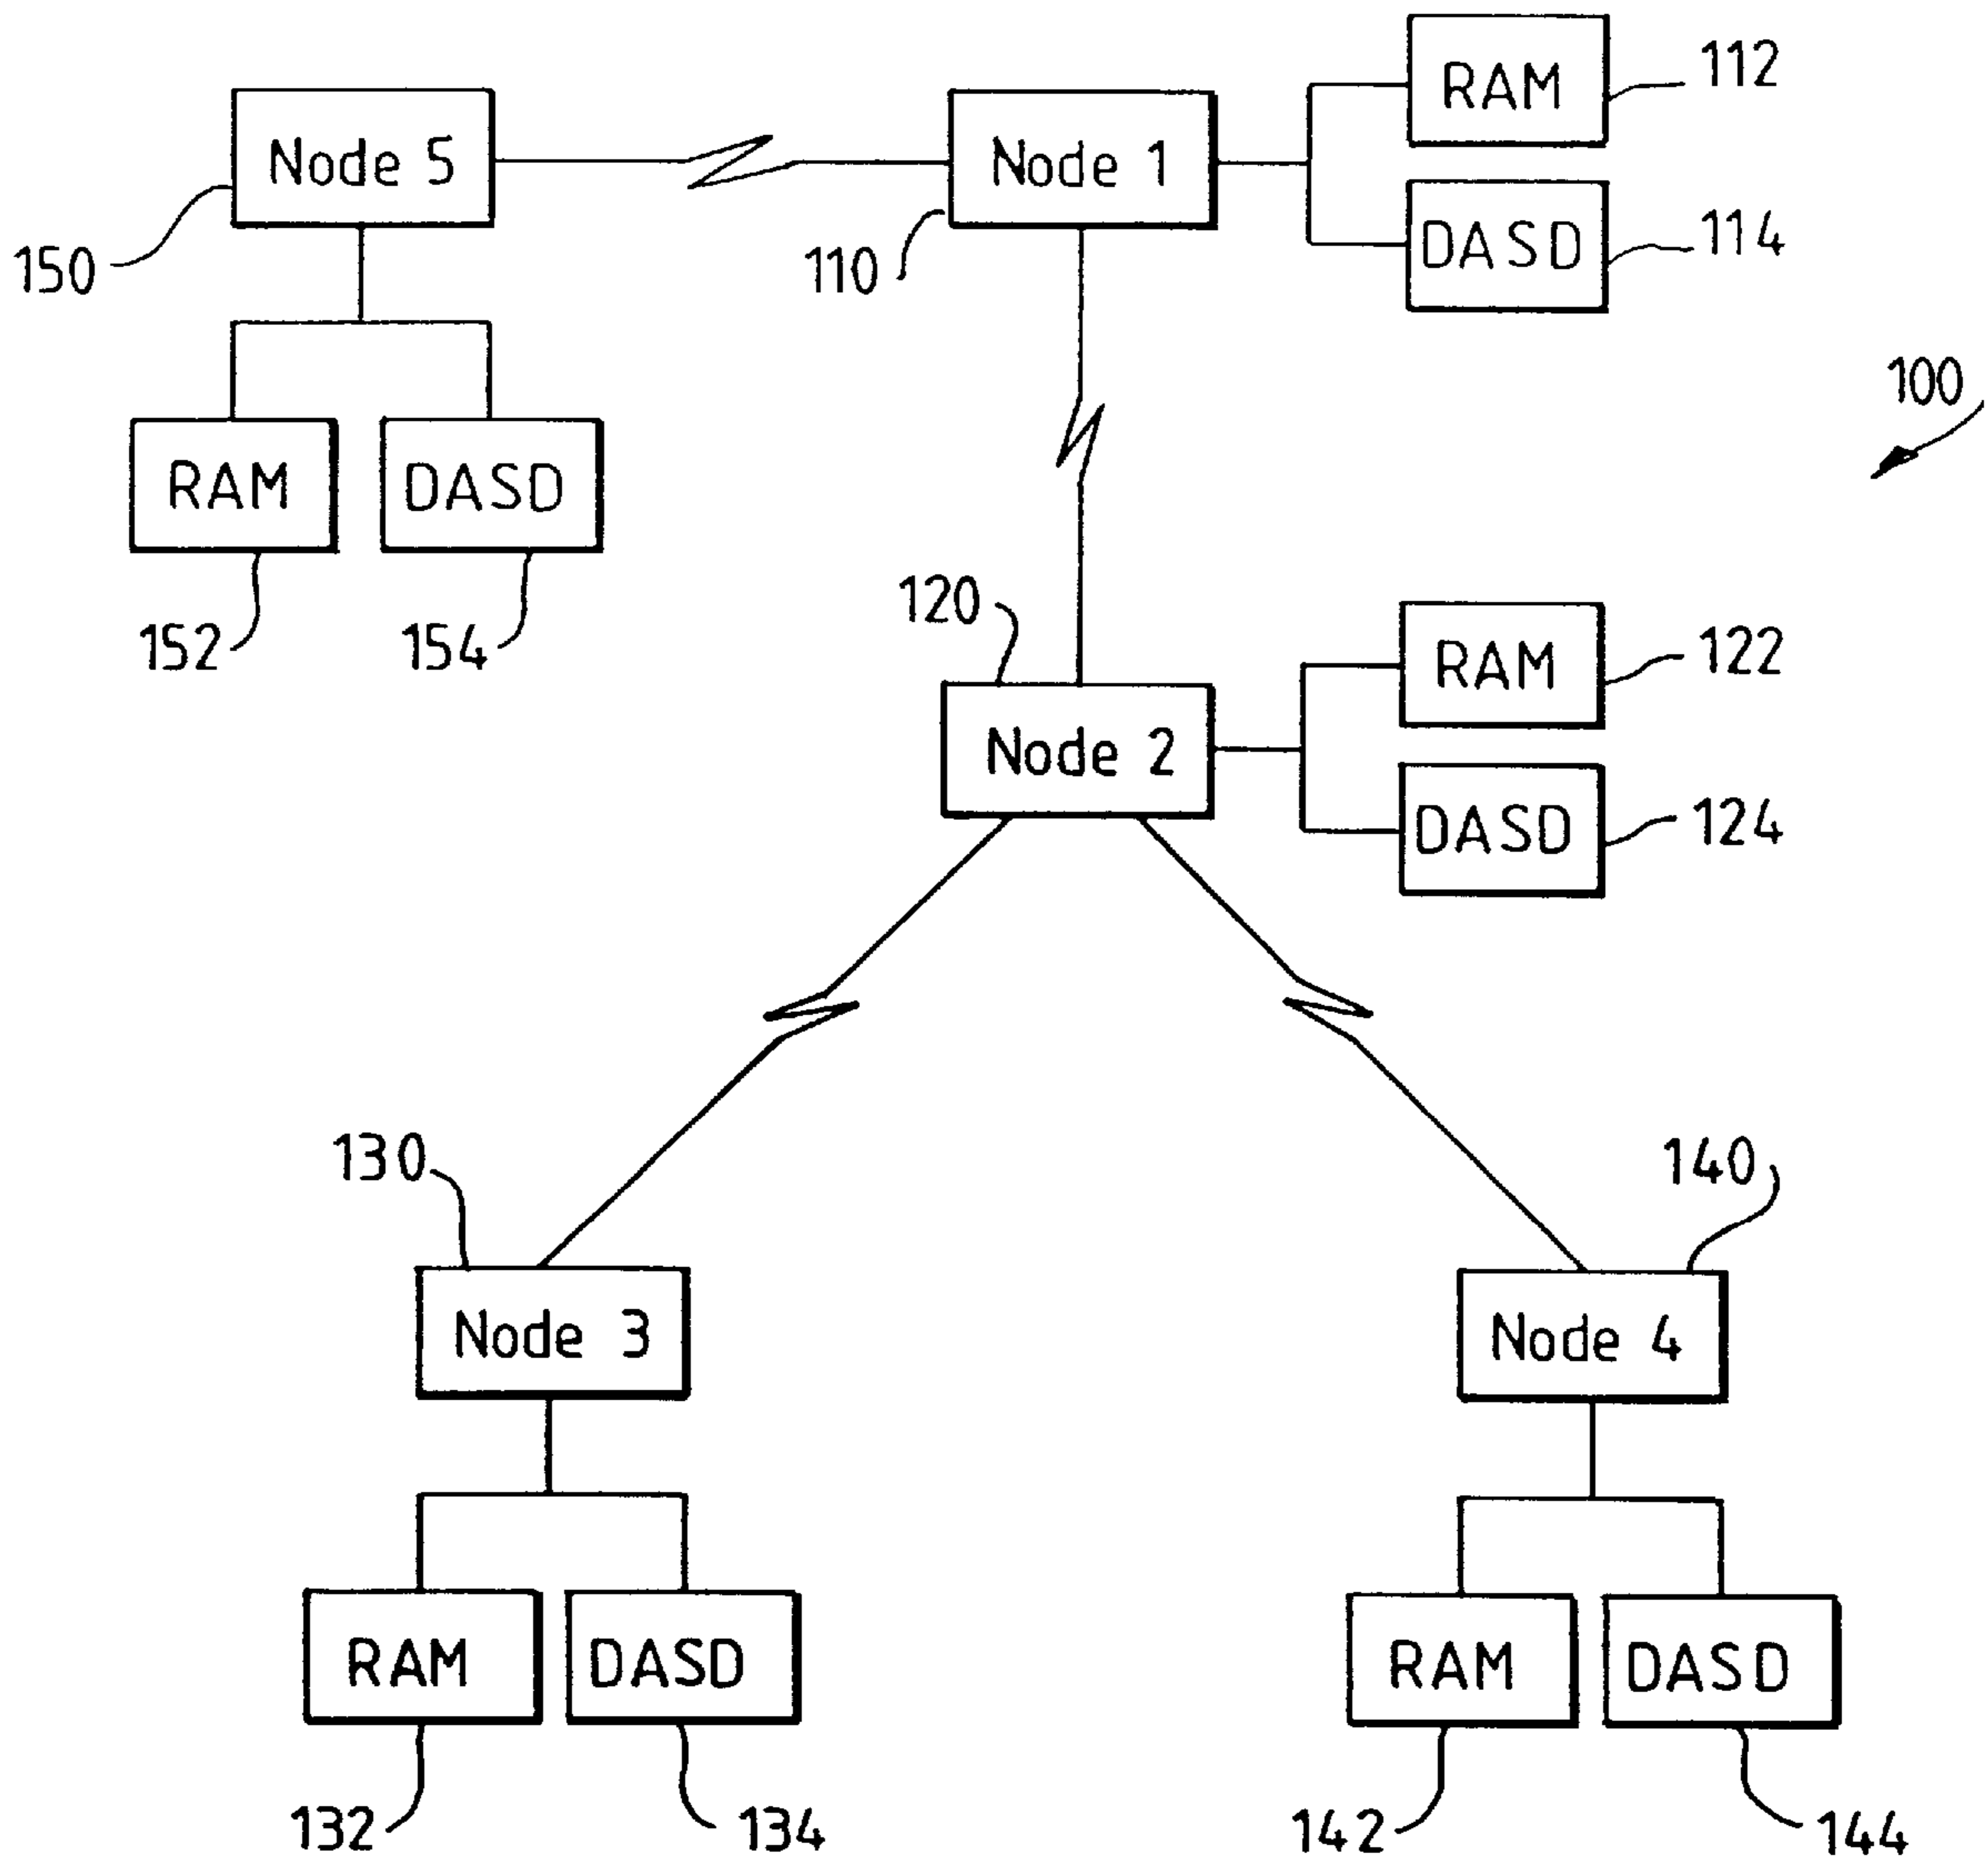 RAM
112
Node 5
Node 1
DASD
114
150
110
100
RAM
DASD
152
154
120
RAM
122
Node 2
DASD
124
130
140
Node 3
Node 4
RAM
DASD
RAM
DASD
132
134
142
144